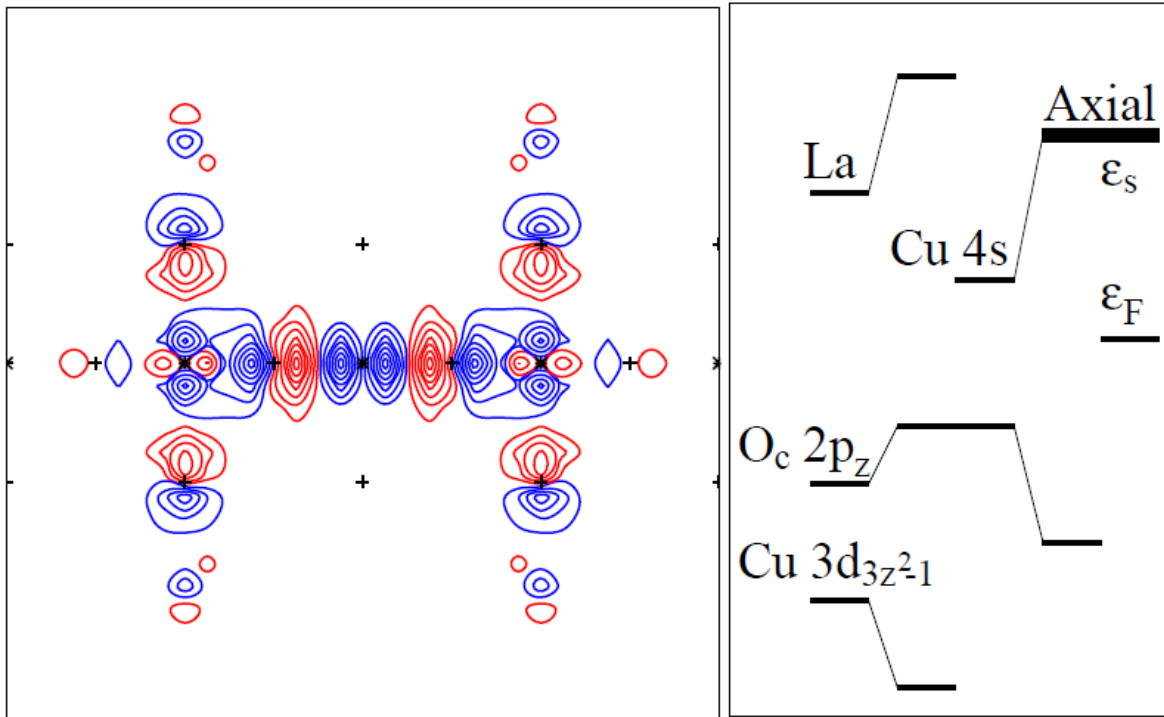 Axial
La
εs
Cu 4s
εF
Oc 2pz
Cu 3d3z²-1